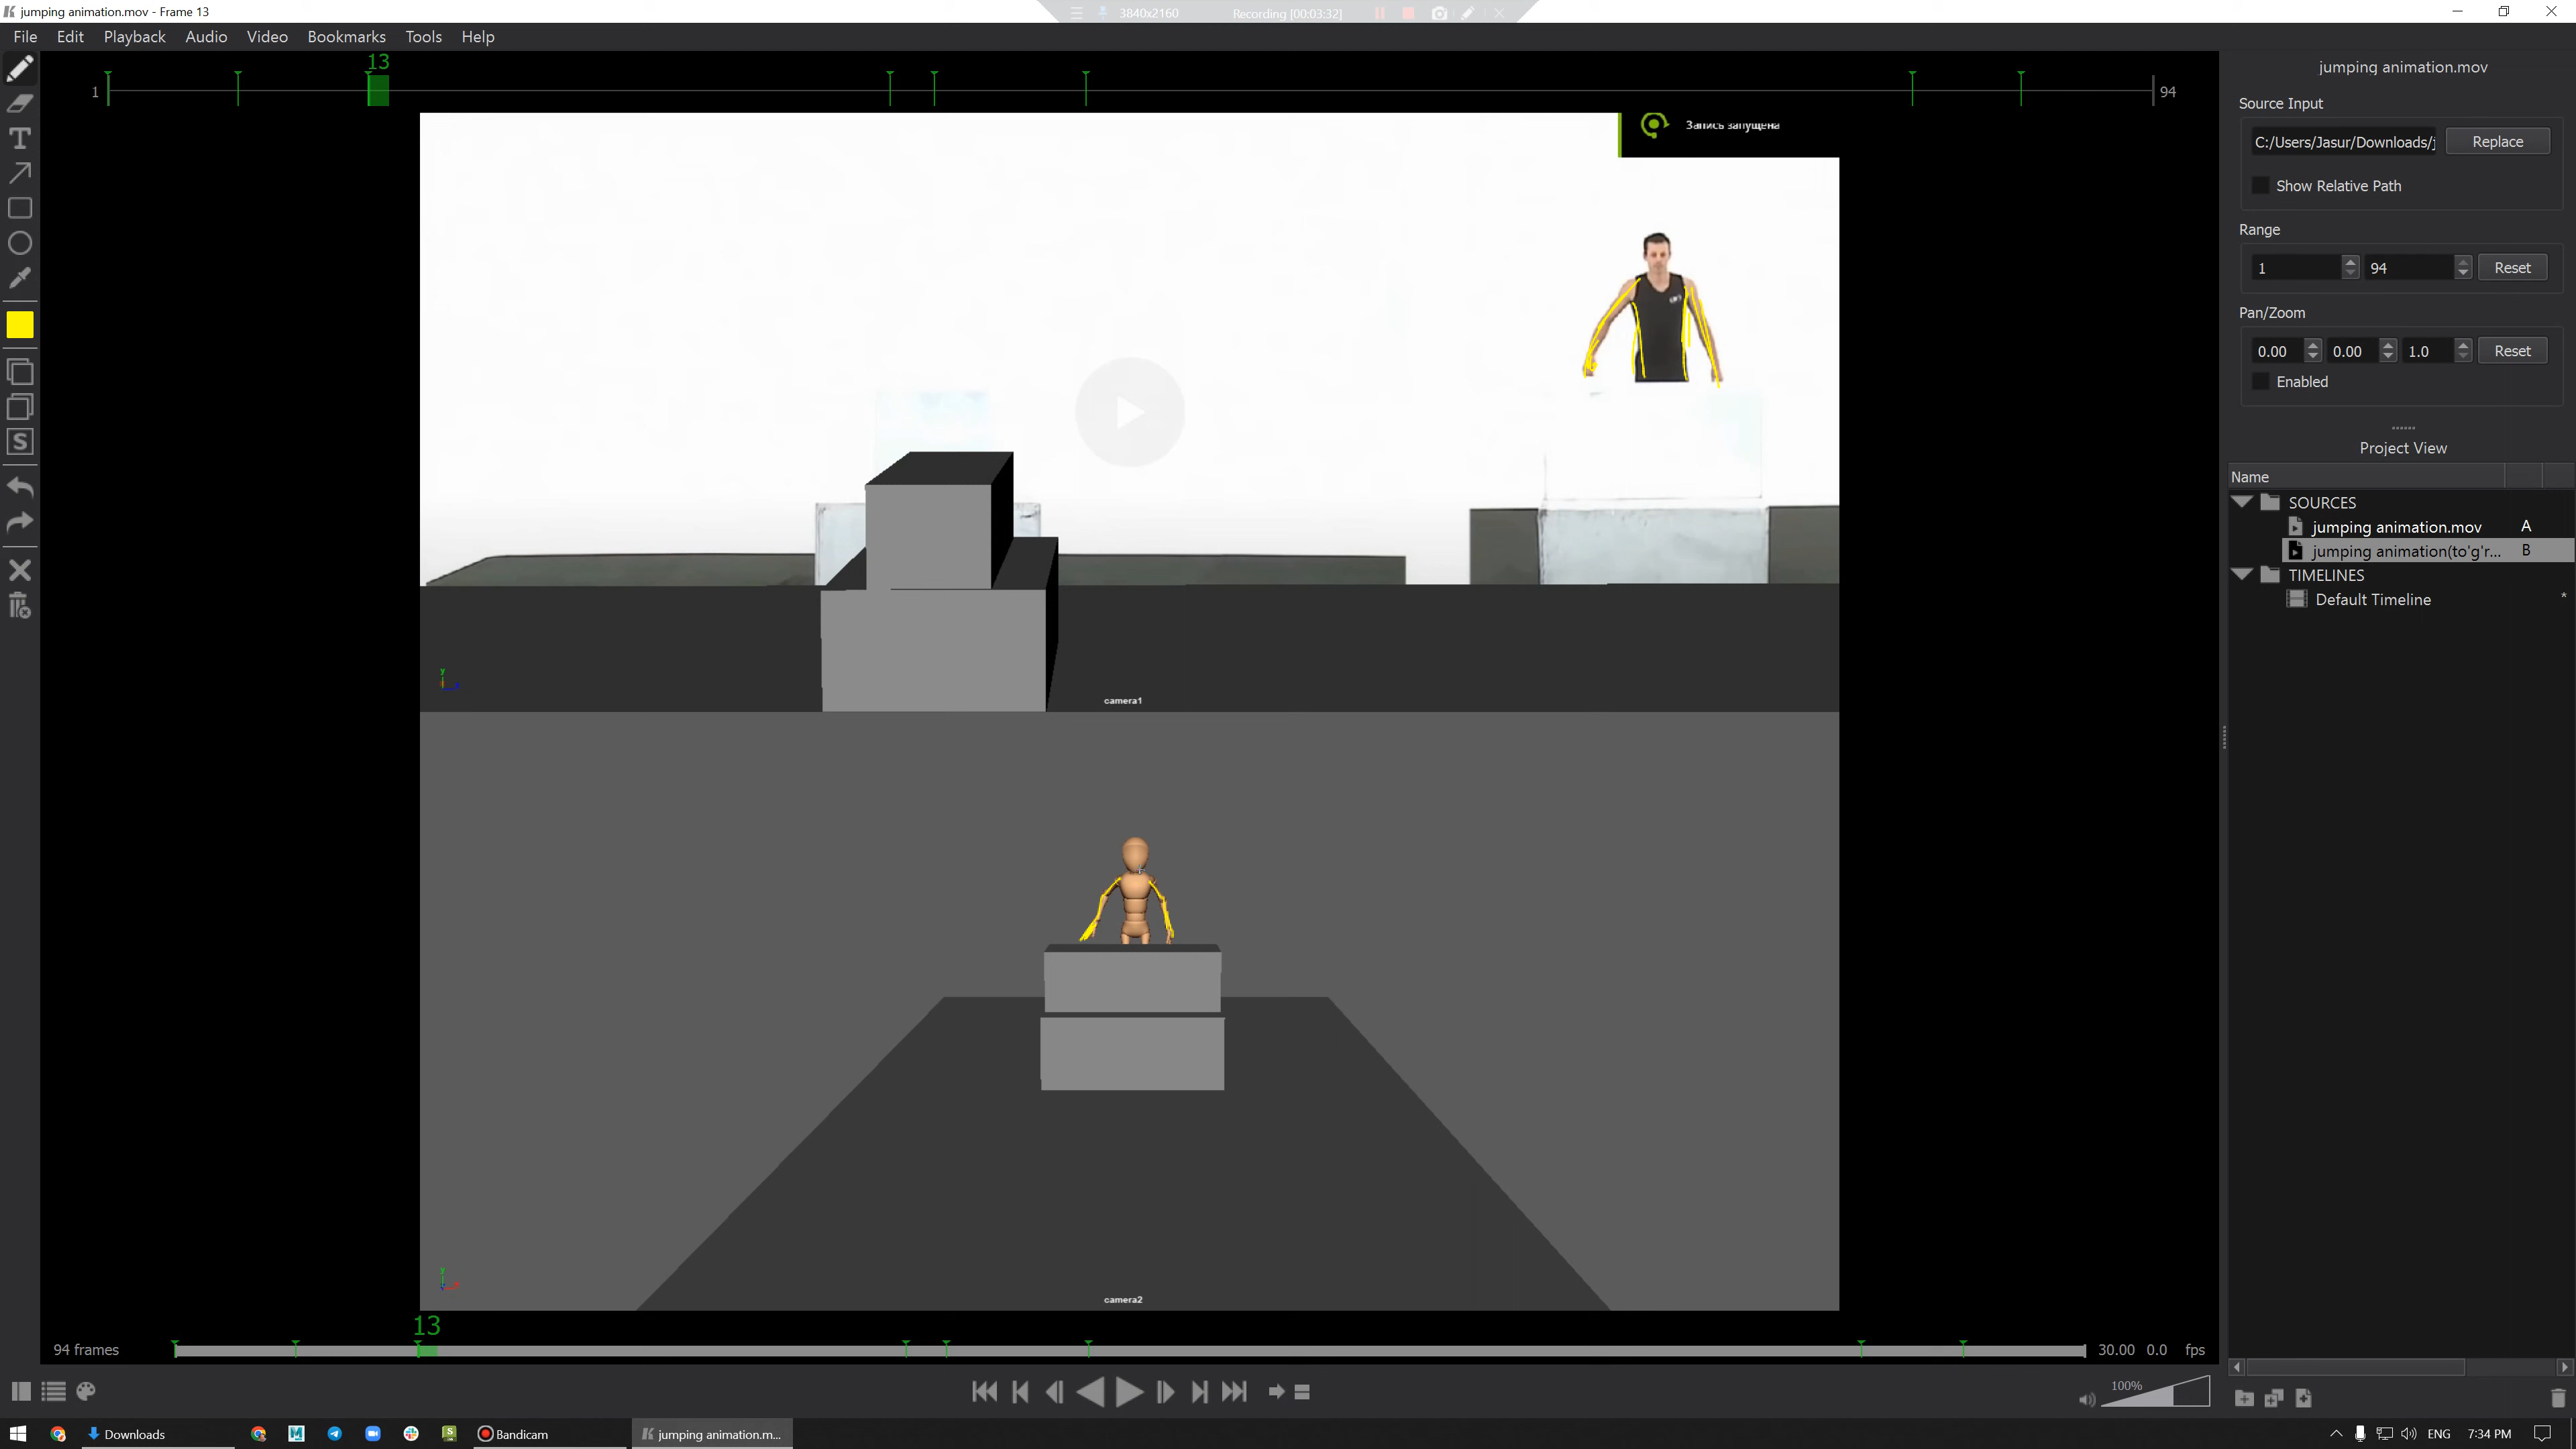 jumping animation.mov - Frame 13
3840x2160
Recording [00:03:32]
File Edit Playback Audio Video Bookmarks Tools Help
13
1
94
Запись запущена
camera1
camera2
13
94 frames
30.00 0.0 fps
100%
jumping animation.mov
Source Input
C:/Users/Jasur/Downloads/j
Replace
Show Relative Path
Range
1
94
Reset
Pan/Zoom
0.00
0.00
1.0
Reset
Enabled
Project View
Name
SOURCES
jumping animation.mov A
jumping animation(to'g'r... B
TIMELINES
Default Timeline *
Downloads
Bandicam
jumping animation.m...
ENG
7:34 PM